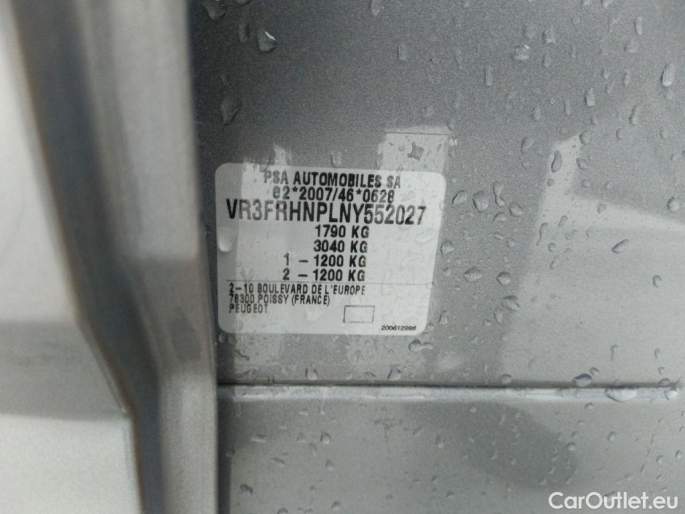 PSA AUTOMOBILES SA
02*2007/46*0628
VR3FRHNPLNY552027
1790 KG
3040 KG
1 - 1200 KG
2 - 1200 KG
2-10 BOULEVARD DE L'EUROPE
78300 POISSY (FRANCE)
PEUGEOT
CarOutlet.eu